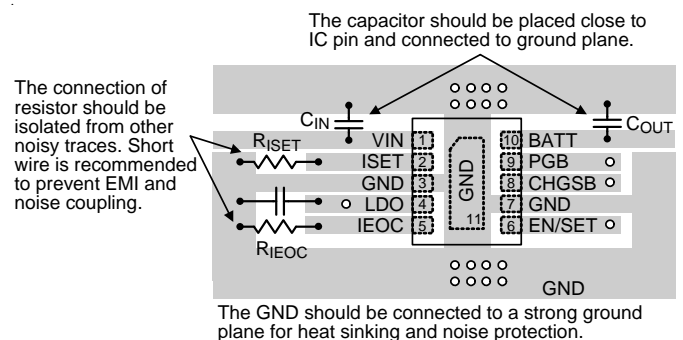 The capacitor should be placed close to
IC pin and connected to ground plane.
The connection of
resistor should be
isolated from other
noisy traces. Short
wire is recommended
to prevent EMI and
noise coupling.
CIN
COUT
RISET
VIN 1
10 BATT
ISET 2
9 PGB
GND 3
8 CHGSB
LDO 4
7 GND
IEOC 5
6 EN/SET
GND
11
RIEOC
GND
The GND should be connected to a strong ground
plane for heat sinking and noise protection.